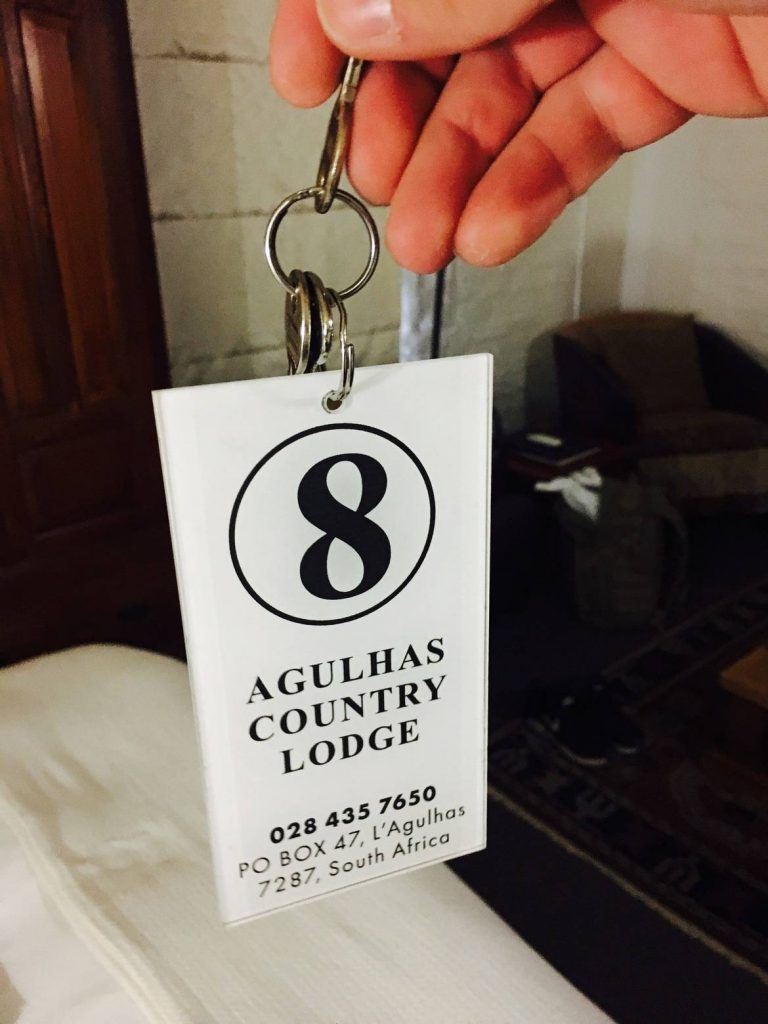 8
AGULHAS
COUNTRY
LODGE
028 435 7650
PO BOX 47, L'Agulhas
7287, South Africa